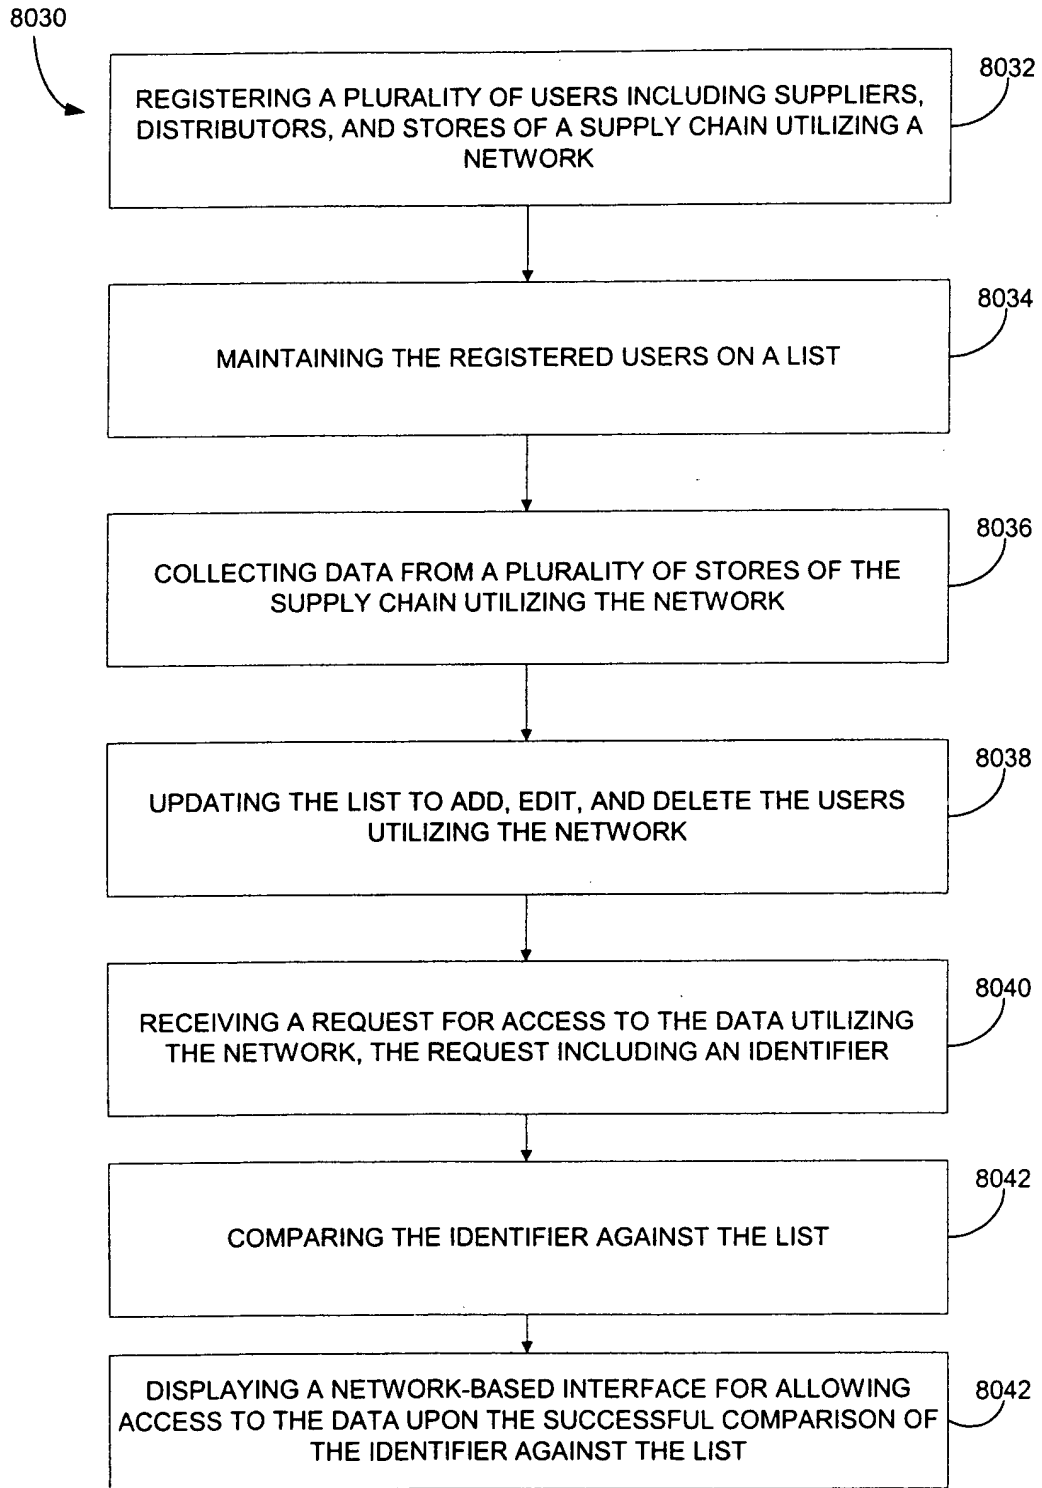 8030
8032
REGISTERING A PLURALITY OF USERS INCLUDING SUPPLIERS,
DISTRIBUTORS, AND STORES OF A SUPPLY CHAIN UTILIZING A
NETWORK
8034
MAINTAINING THE REGISTERED USERS ON A LIST
8036
COLLECTING DATA FROM A PLURALITY OF STORES OF THE
SUPPLY CHAIN UTILIZING THE NETWORK
8038
UPDATING THE LIST TO ADD, EDIT, AND DELETE THE USERS
UTILIZING THE NETWORK
8040
RECEIVING A REQUEST FOR ACCESS TO THE DATA UTILIZING
THE NETWORK, THE REQUEST INCLUDING AN IDENTIFIER
8042
COMPARING THE IDENTIFIER AGAINST THE LIST
8042
DISPLAYING A NETWORK-BASED INTERFACE FOR ALLOWING
ACCESS TO THE DATA UPON THE SUCCESSFUL COMPARISON OF
THE IDENTIFIER AGAINST THE LIST